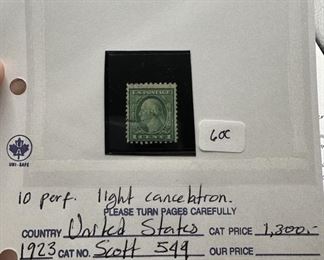 U.S. POSTAGE
60¢
UNI-SAFE
10 perf. light cancelation.
PLEASE TURN PAGES CAREFULLY
COUNTRY United States CAT PRICE 1,300.-
1923 CAT NO. Scott 544 OUR PRICE